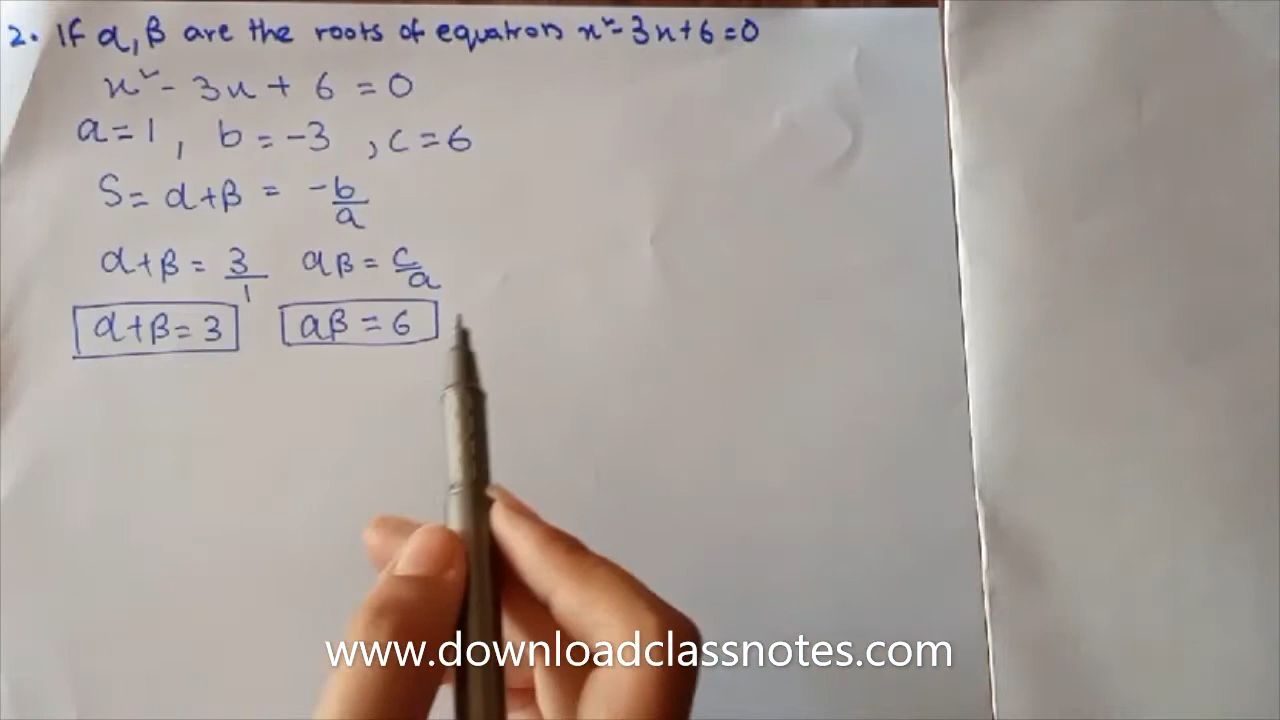 2. If α, β are the roots of equation x² - 3x + 6 = 0
x² - 3x + 6 = 0
a = 1, b = -3, c = 6
S = α + β = -b/a
α + β = 3/1 αβ = c/a
α + β = 3 αβ = 6
www.downloadclassnotes.com